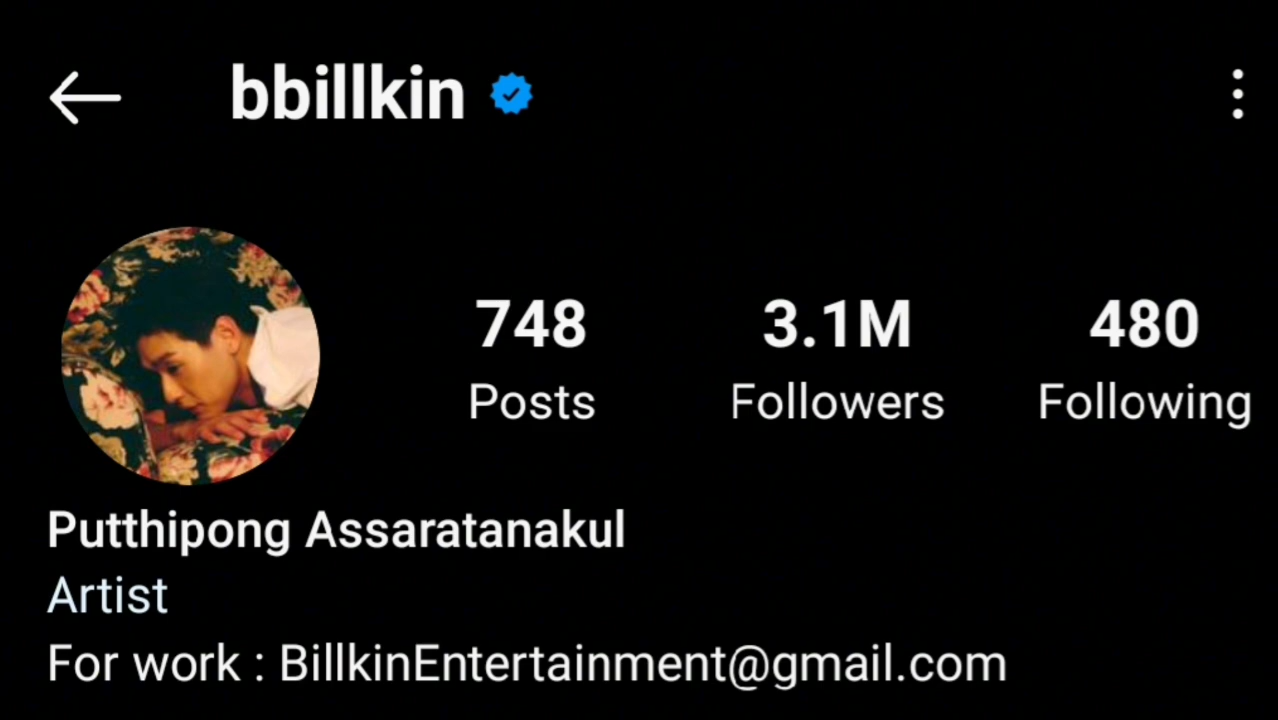 bbillkin
748 3.1M 480
Posts Followers Following
Putthipong Assaratanakul
Artist
For work : BillkinEntertainment@gmail.com